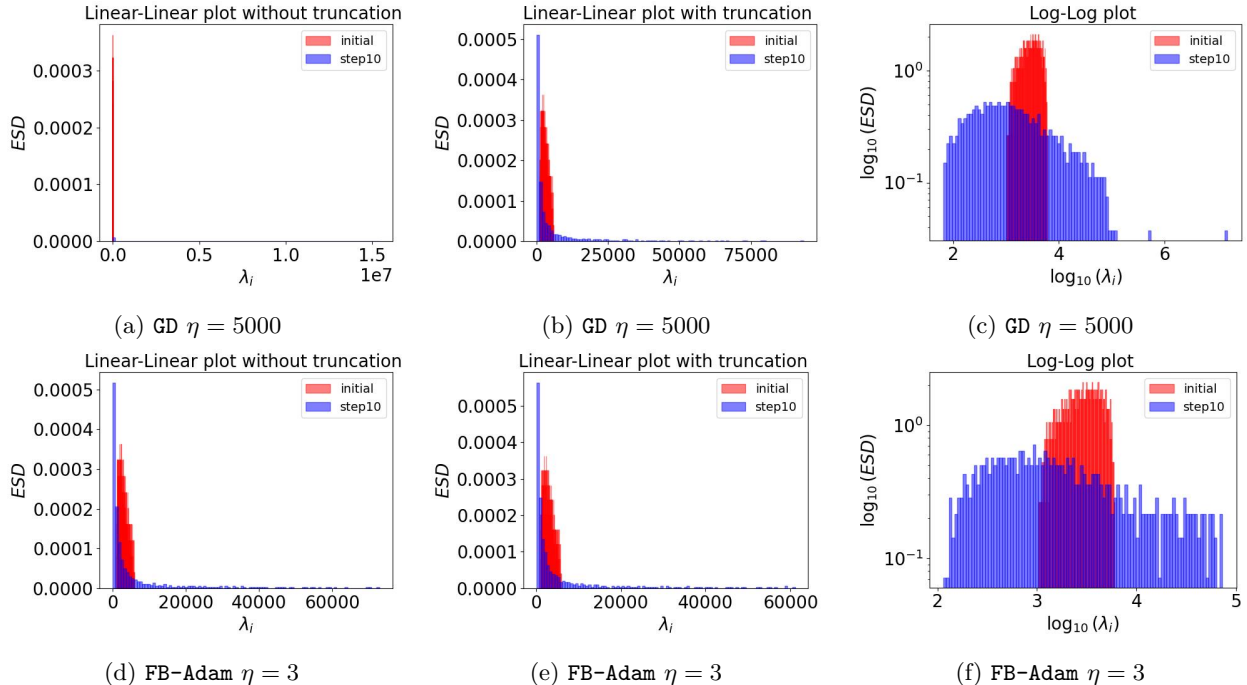 Linear-Linear plot without truncation
initial
step10
0.0003
0.0002
0.0001
0.0000
ESD
0.0
0.5
1.0
1.5
1e7
λi
(a) GD η = 5000
Linear-Linear plot with truncation
initial
step10
0.0005
0.0004
0.0003
0.0002
0.0001
0.0000
ESD
0
25000
50000
75000
λi
(b) GD η = 5000
Log-Log plot
initial
step10
10^0
10^-1
log10 (ESD)
2
4
6
log10 (λi)
(c) GD η = 5000
Linear-Linear plot without truncation
initial
step10
0.0005
0.0004
0.0003
0.0002
0.0001
0.0000
ESD
0
20000
40000
60000
λi
(d) FB-Adam η = 3
Linear-Linear plot with truncation
initial
step10
0.0005
0.0004
0.0003
0.0002
0.0001
0.0000
ESD
0
20000
40000
60000
λi
(e) FB-Adam η = 3
Log-Log plot
initial
step10
10^0
10^-1
log10 (ESD)
2
3
4
5
log10 (λi)
(f) FB-Adam η = 3